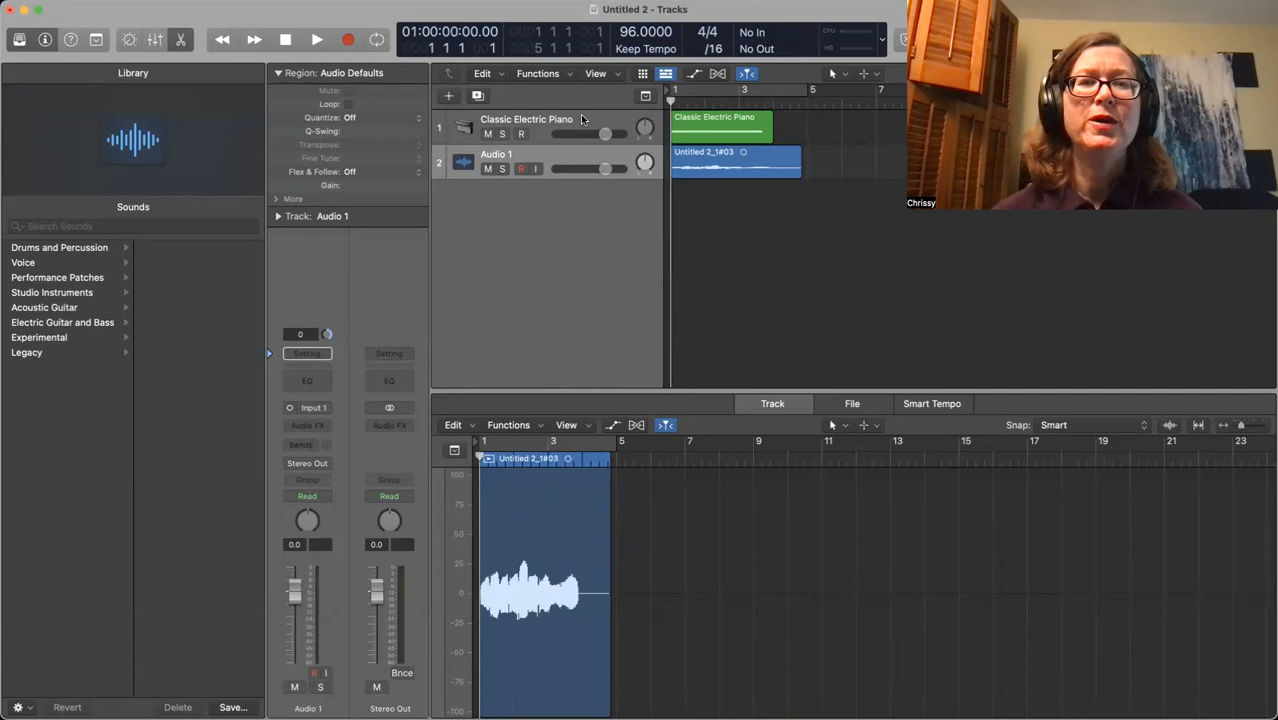 Untitled 2 - Tracks
01:00:00:00.00
1 1 1 1
1 1 1 1
5 1 1 1
96.0000
Keep Tempo
4/4
/16
No In
No Out
CPU
HD
Chrissy
Library
Sounds
Search Sounds
Drums and Percussion
Voice
Performance Patches
Studio Instruments
Acoustic Guitar
Electric Guitar and Bass
Experimental
Legacy
Revert
Delete
Save...
Region: Audio Defaults
Mute:
Loop:
Quantize: Off
Q-Swing:
Transpose:
Fine Tune:
Flex & Follow: Off
Gain:
More
Track: Audio 1
0
Setting
Setting
EQ
EQ
Input 1
Audio FX
Audio FX
Sends
Stereo Out
Group
Group
Read
Read
0.0
0.0
R I
Bnce
M S
M
Audio 1
Stereo Out
Edit
Functions
View
1 3 5 7
1
Classic Electric Piano
M S R
2
Audio 1
M S R I
Classic Electric Piano
Untitled 2_1#03
Track
File
Smart Tempo
Edit
Functions
View
Snap: Smart
1 3 5 7 9 11 13 15 17 19 21 23
Untitled 2_1#03
100
75
50
25
0
-25
-50
-75
-100